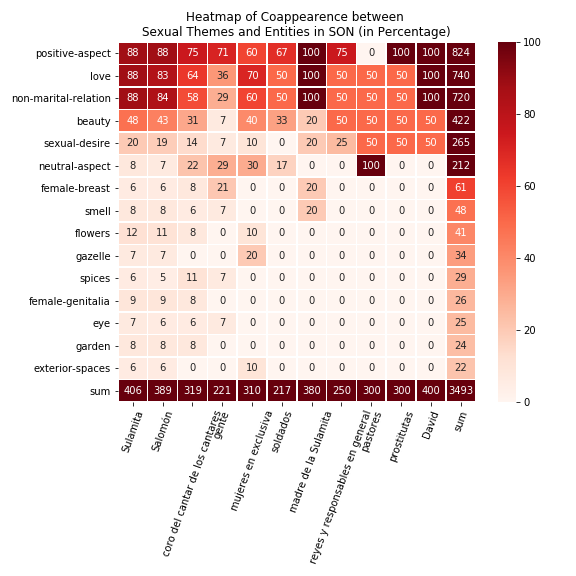 Heatmap of Coappearence between
Sexual Themes and Entities in SON (in Percentage)
positive-aspect 88 88 75 71 60 67 100 75 0 100 100 824
love 88 83 64 36 70 50 100 50 50 50 100 740
non-marital-relation 88 84 58 29 60 50 100 50 50 50 100 720
beauty 48 43 31 7 40 33 20 50 50 50 50 422
sexual-desire 20 19 14 7 10 0 20 25 50 50 50 265
neutral-aspect 8 7 22 29 30 17 0 0 100 0 0 212
female-breast 6 6 8 21 0 0 20 0 0 0 0 61
smell 8 8 6 7 0 0 20 0 0 0 0 48
flowers 12 11 8 0 10 0 0 0 0 0 0 41
gazelle 7 7 0 0 20 0 0 0 0 0 0 34
spices 6 5 11 7 0 0 0 0 0 0 0 29
female-genitalia 9 9 8 0 0 0 0 0 0 0 0 26
eye 7 6 6 7 0 0 0 0 0 0 0 25
garden 8 8 8 0 0 0 0 0 0 0 0 24
exterior-spaces 6 6 0 0 10 0 0 0 0 0 0 22
sum 406 389 319 221 310 217 380 250 300 300 400 3493
Sulamita
Salomón
coro del cantar de los cantares
gente
mujeres en exclusiva
soldados
madre de la Sulamita
reyes y responsables en general
pastores
prostitutas
David
sum
100
80
60
40
20
0